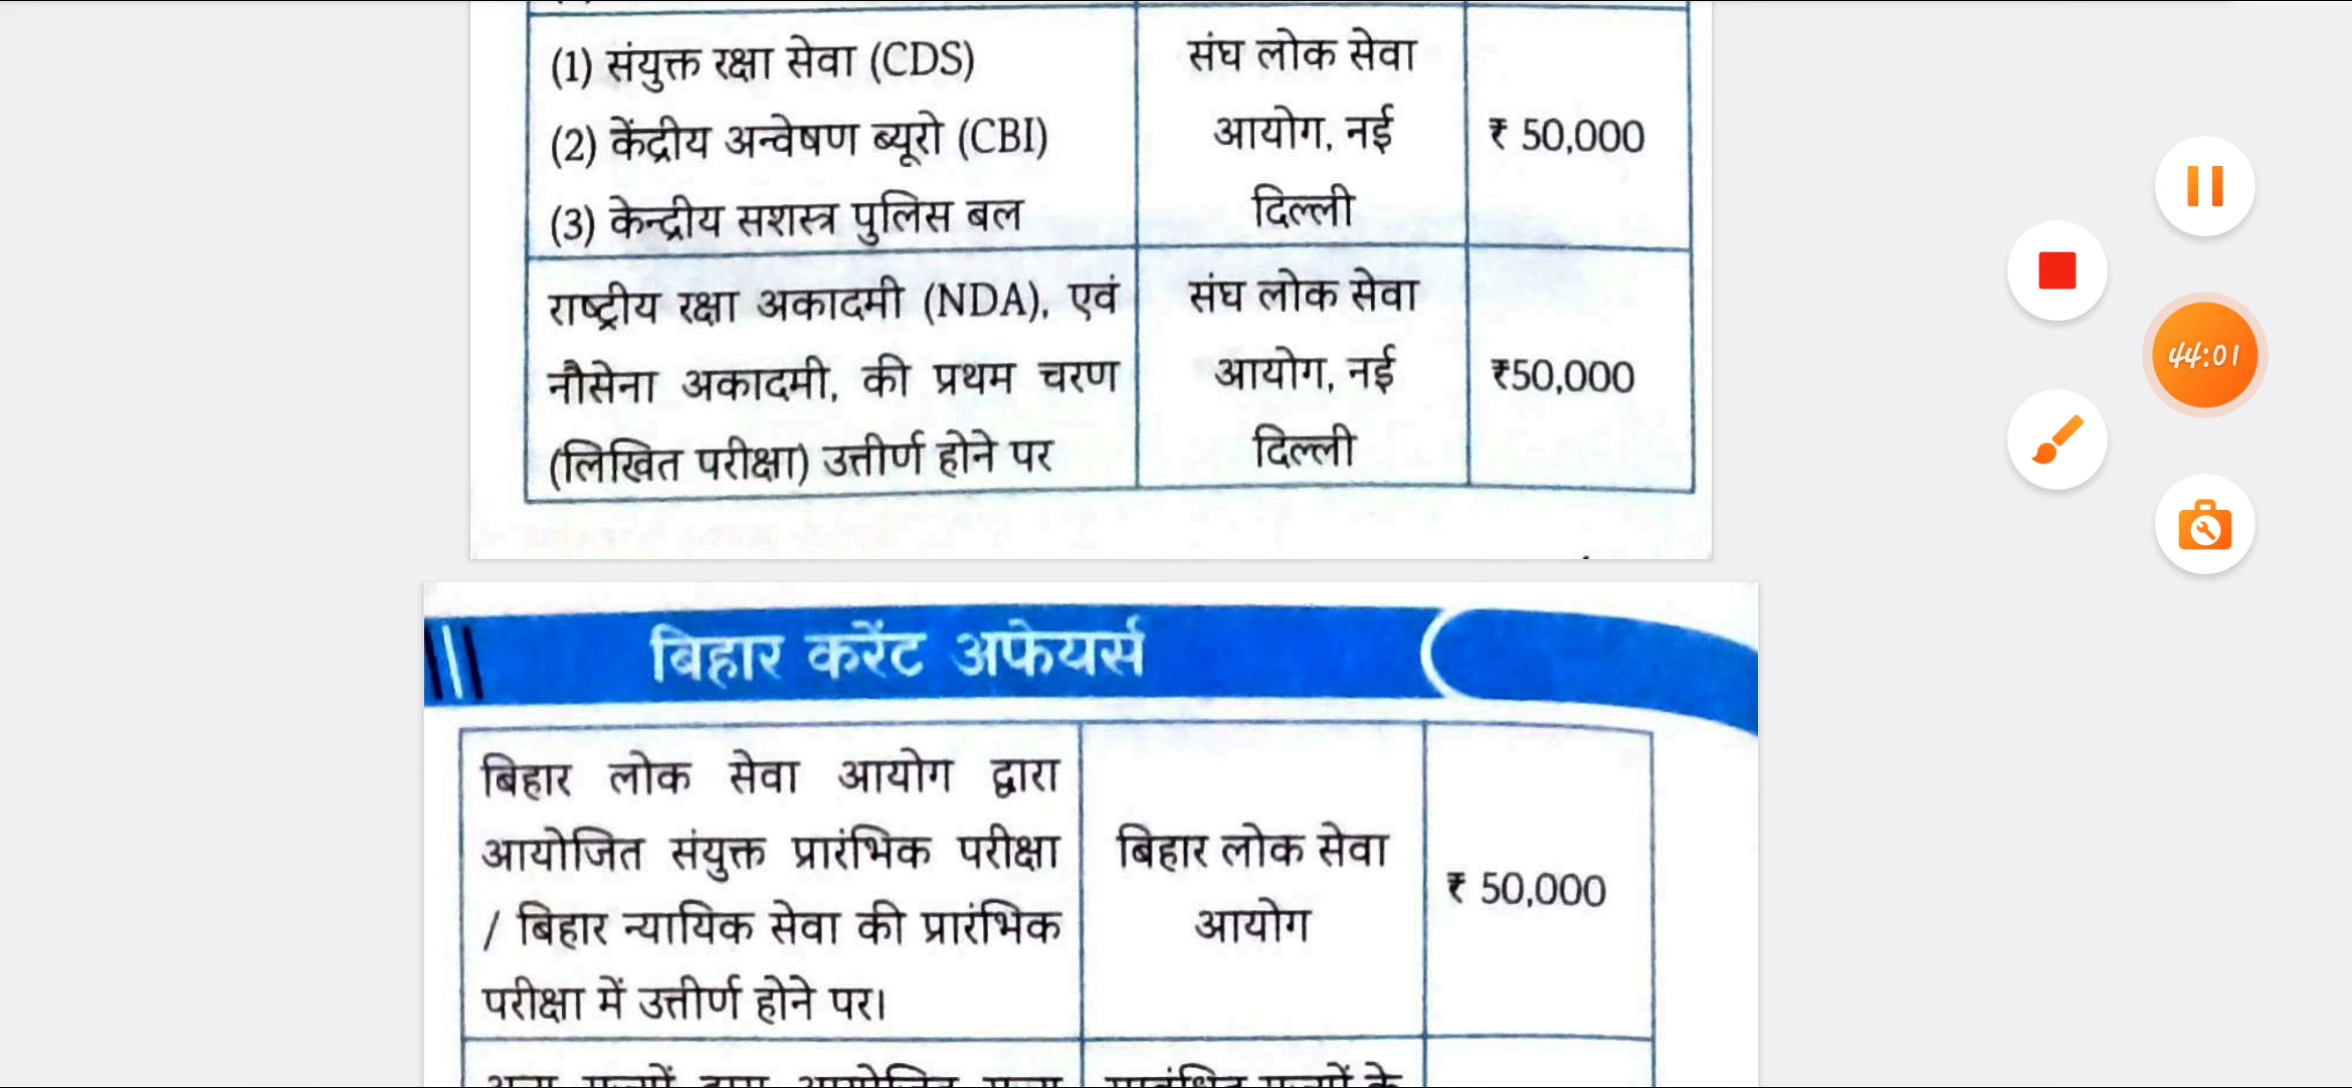 (1) संयुक्त रक्षा सेवा (CDS)
(2) केंद्रीय अन्वेषण ब्यूरो (CBI)
(3) केन्द्रीय सशस्त्र पुलिस बल
संघ लोक सेवा
आयोग, नई
दिल्ली
₹ 50,000
राष्ट्रीय रक्षा अकादमी (NDA), एवं
नौसेना अकादमी, की प्रथम चरण
(लिखित परीक्षा) उत्तीर्ण होने पर
संघ लोक सेवा
आयोग, नई
दिल्ली
₹50,000
बिहार करेंट अफेयर्स
बिहार लोक सेवा आयोग द्वारा
आयोजित संयुक्त प्रारंभिक परीक्षा
/ बिहार न्यायिक सेवा की प्रारंभिक
परीक्षा में उत्तीर्ण होने पर।
बिहार लोक सेवा
आयोग
₹ 50,000
44:01